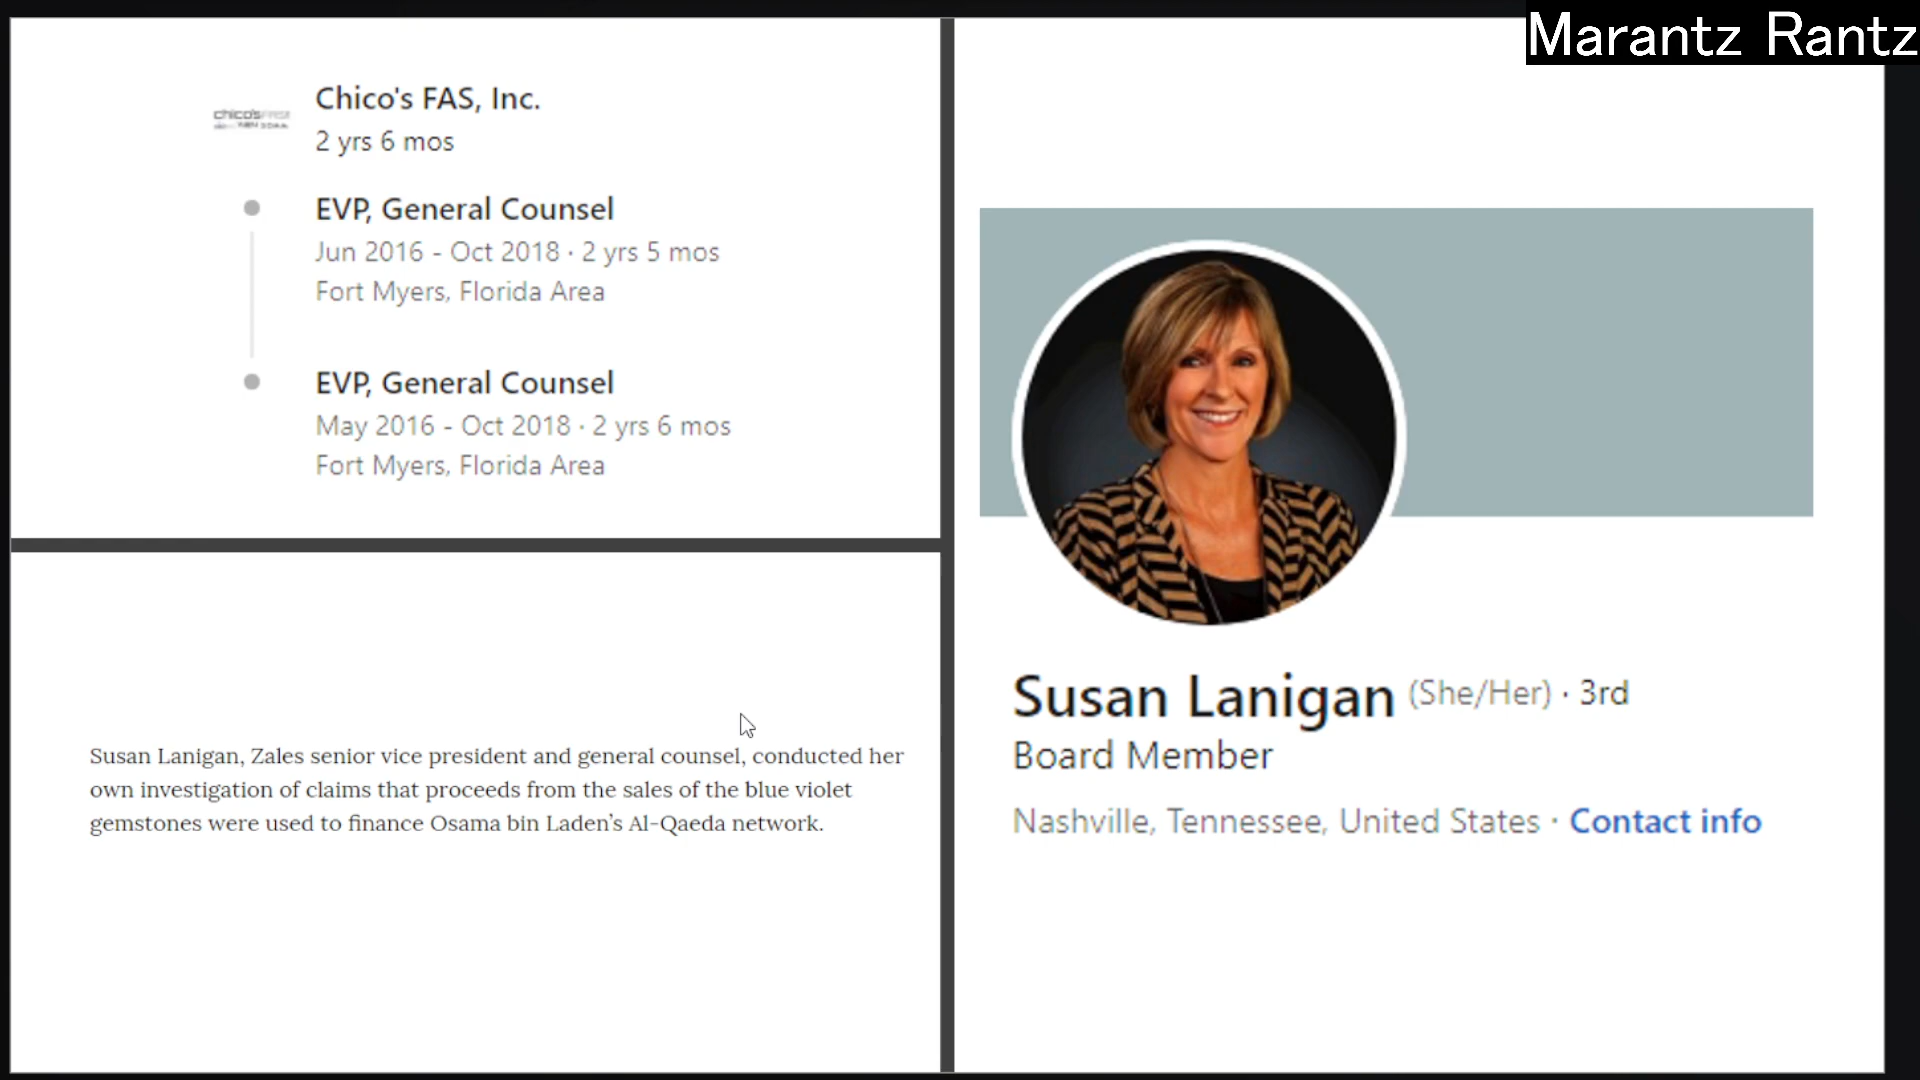 Marantz Rantz
Chico's FAS, Inc.
2 yrs 6 mos
EVP, General Counsel
Jun 2016 - Oct 2018 · 2 yrs 5 mos
Fort Myers, Florida Area
EVP, General Counsel
May 2016 - Oct 2018 · 2 yrs 6 mos
Fort Myers, Florida Area
Susan Lanigan, Zales senior vice president and general counsel, conducted her
own investigation of claims that proceeds from the sales of the blue violet
gemstones were used to finance Osama bin Laden’s Al-Qaeda network.
Susan Lanigan (She/Her) · 3rd
Board Member
Nashville, Tennessee, United States · Contact info